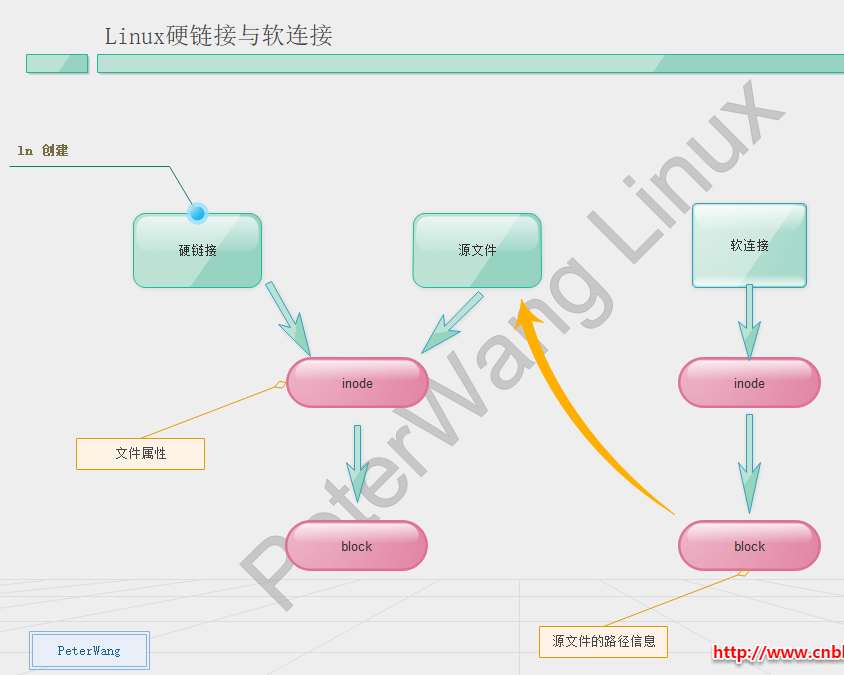 Linux硬链接与软连接
ln 创建
硬链接
源文件
软连接
inode
inode
文件属性
block
block
源文件的路径信息
PeterWang
http://www.cnbl
PeterWang Linux